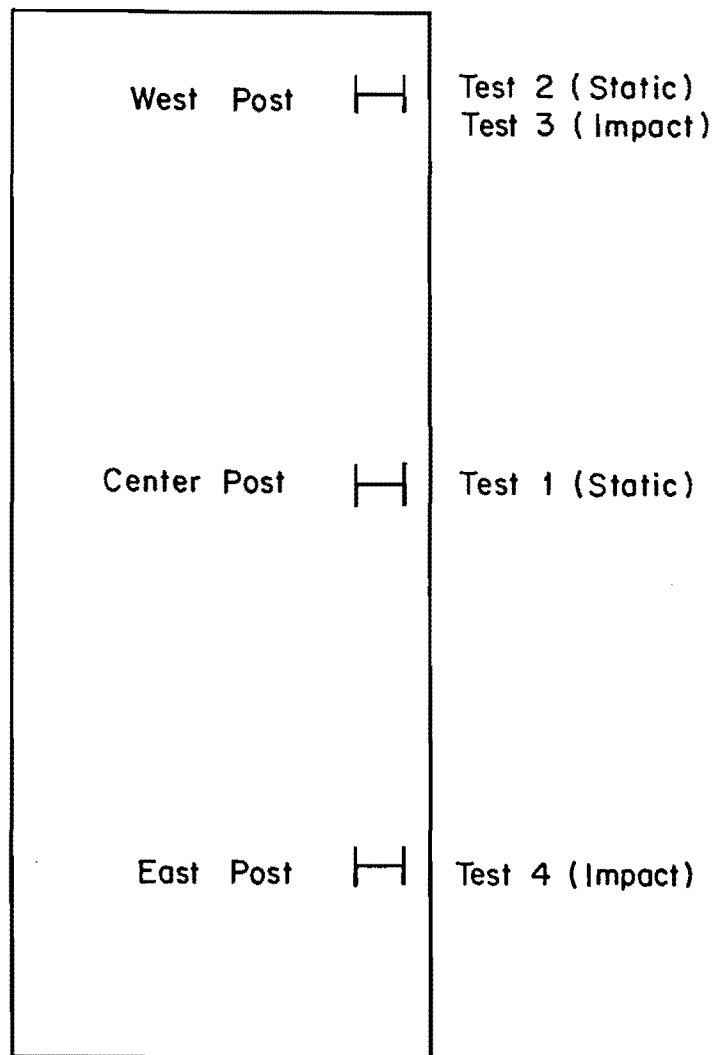 West Post
Test 2 (Static)
Test 3 (Impact)
Center Post
Test 1 (Static)
East Post
Test 4 (Impact)